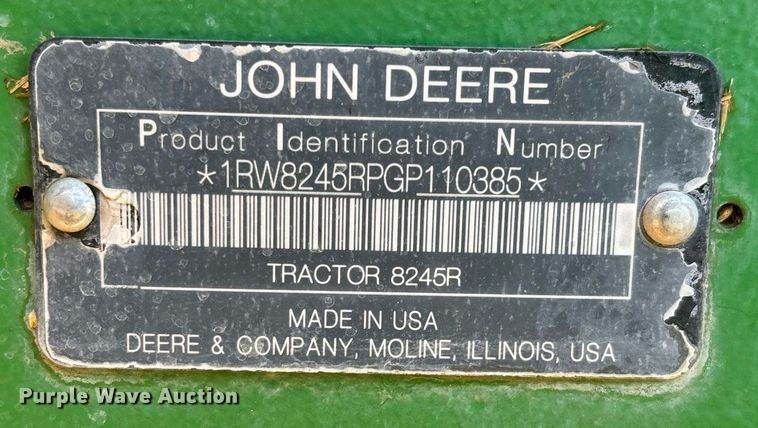 JOHN DEERE
Product Identification Number
*1RW8245RPGP110385*
TRACTOR 8245R
MADE IN USA
DEERE & COMPANY, MOLINE, ILLINOIS, USA
Purple Wave Auction